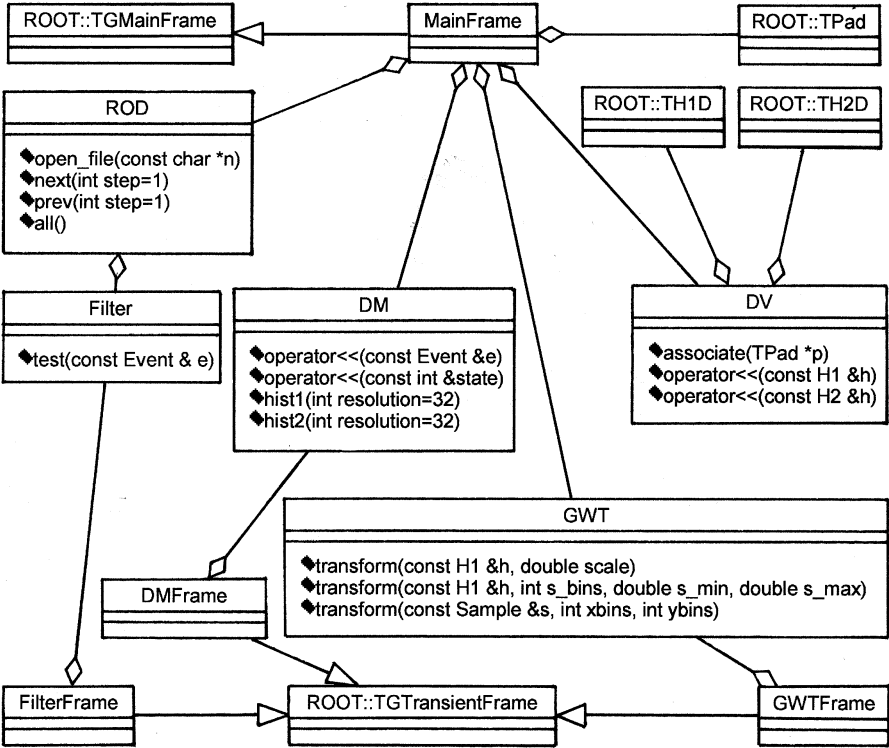 ROOT::TGMainFrame
MainFrame
ROOT::TPad
ROD
open_file(const char *n)
next(int step=1)
prev(int step=1)
all()
ROOT::TH1D
ROOT::TH2D
Filter
test(const Event & e)
DM
operator<<(const Event &e)
operator<<(const int &state)
hist1(int resolution=32)
hist2(int resolution=32)
DV
associate(TPad *p)
operator<<(const H1 &h)
operator<<(const H2 &h)
GWT
transform(const H1 &h, double scale)
transform(const H1 &h, int s_bins, double s_min, double s_max)
transform(const Sample &s, int xbins, int ybins)
DMFrame
FilterFrame
ROOT::TGTransientFrame
GWTFrame